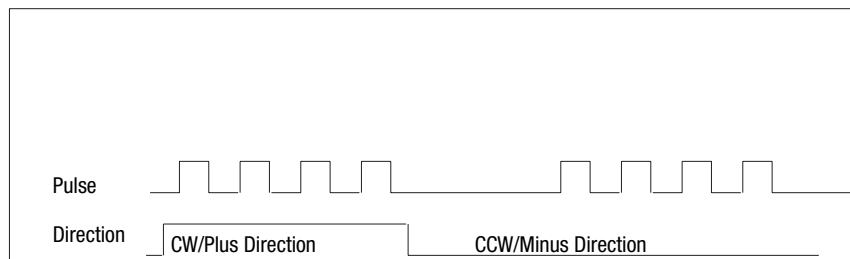 Pulse
Direction
CW/Plus Direction
CCW/Minus Direction